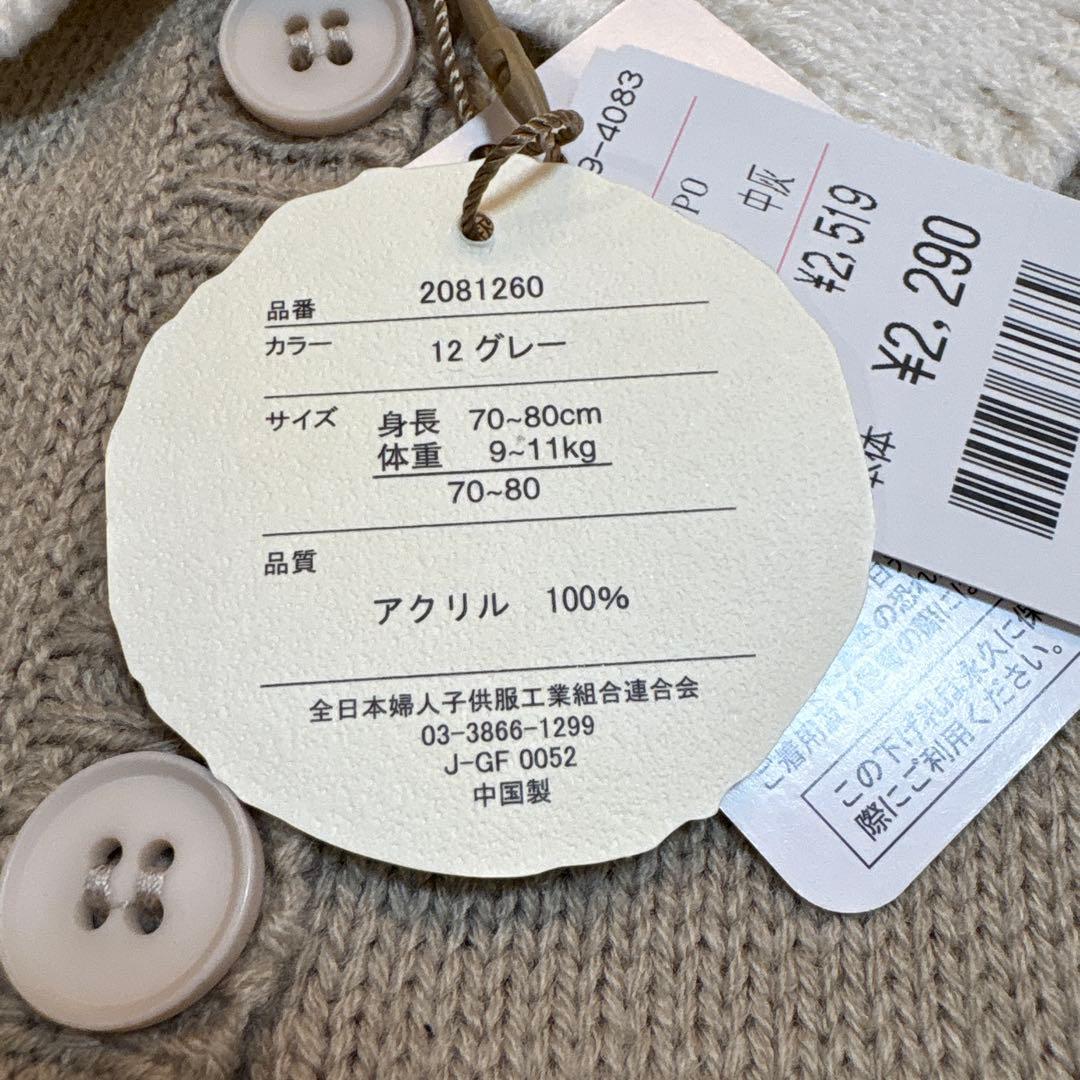 品番 2081260
カラー 12 グレー
サイズ 身長 70~80cm
体重 9~11kg
70~80
品質
アクリル 100%
全日本婦人子供服工業組合連合会
03-3866-1299
J-GF 0052
中国製
9-4083
PO
中灰
¥2,519
¥2,290
体
この下げ札は永久に保
際にご利用ください。